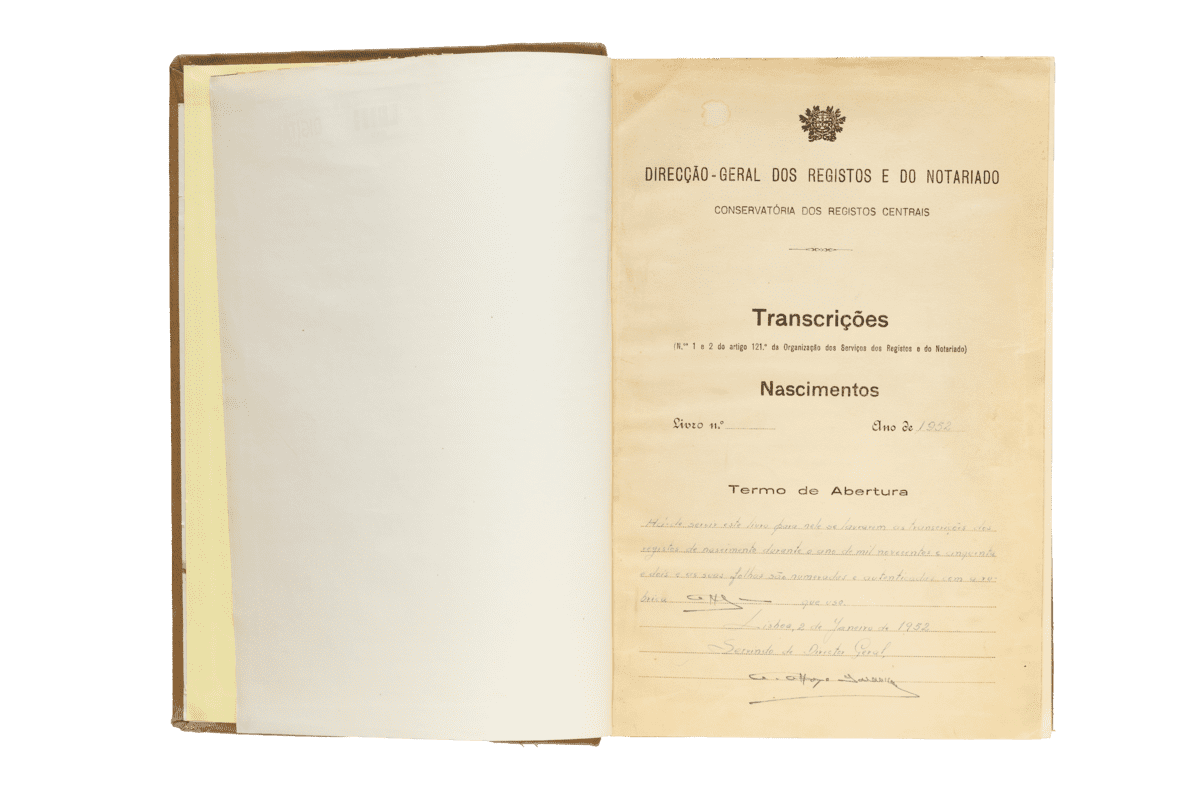 DIRECÇÃO-GERAL DOS REGISTOS E DO NOTARIADO
CONSERVATÓRIA DOS REGISTOS CENTRAIS
Transcrições
(N.ºs 1 e 2 do artigo 121.º da Organização dos Serviços dos Registos e do Notariado)
Nascimentos
Livro n.º Ano de 1952
Termo de Abertura
Há-de servir este livro para nele se lavrarem as transcrições dos
registos de nascimento durante o ano de mil novecentos e cinquenta
e dois e as suas folhas são numeradas e autenticadas com a ru-
brica que uso.
Lisboa, 2 de Janeiro de 1952
Servindo de Director Geral,